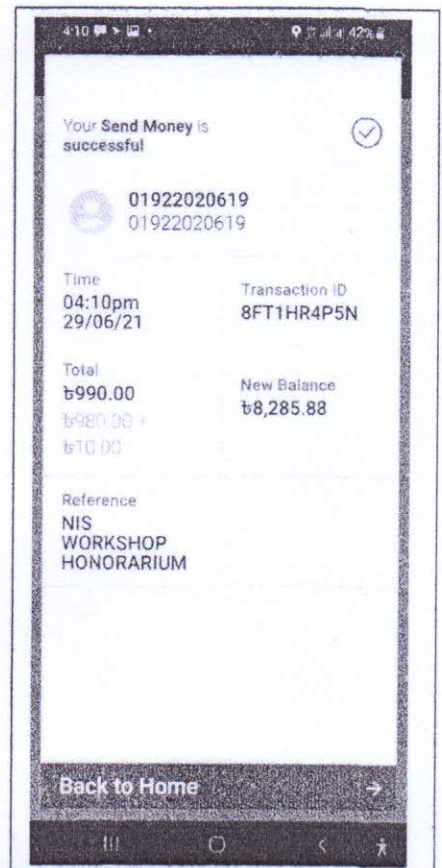 4:10 42%
Your Send Money is
successful
01922020619
01922020619
Time
04:10pm
29/06/21
Transaction ID
8FT1HR4P5N
Total
৳990.00
৳980.00 +
৳10.00
New Balance
৳8,285.88
Reference
NIS
WORKSHOP
HONORARIUM
Back to Home